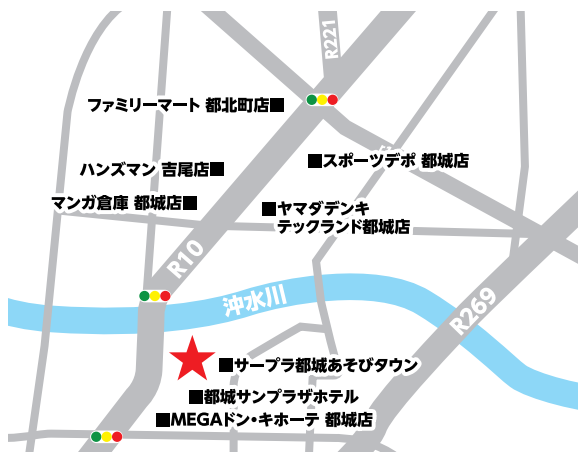 R221
ファミリーマート 都北町店■
■スポーツデポ 都城店
ハンズマン 吉尾店■
マンガ倉庫 都城店■
■ヤマダデンキ
テックランド都城店
R10
沖水川
R269
■サープラ都城あそびタウン
■都城サンプラザホテル
■MEGAドン・キホーテ 都城店